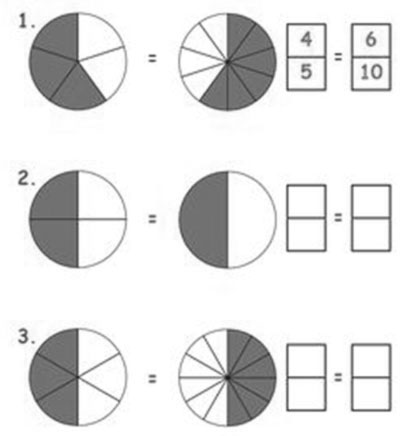 1. = 4/5 = 6/10
2. = =
3. = =